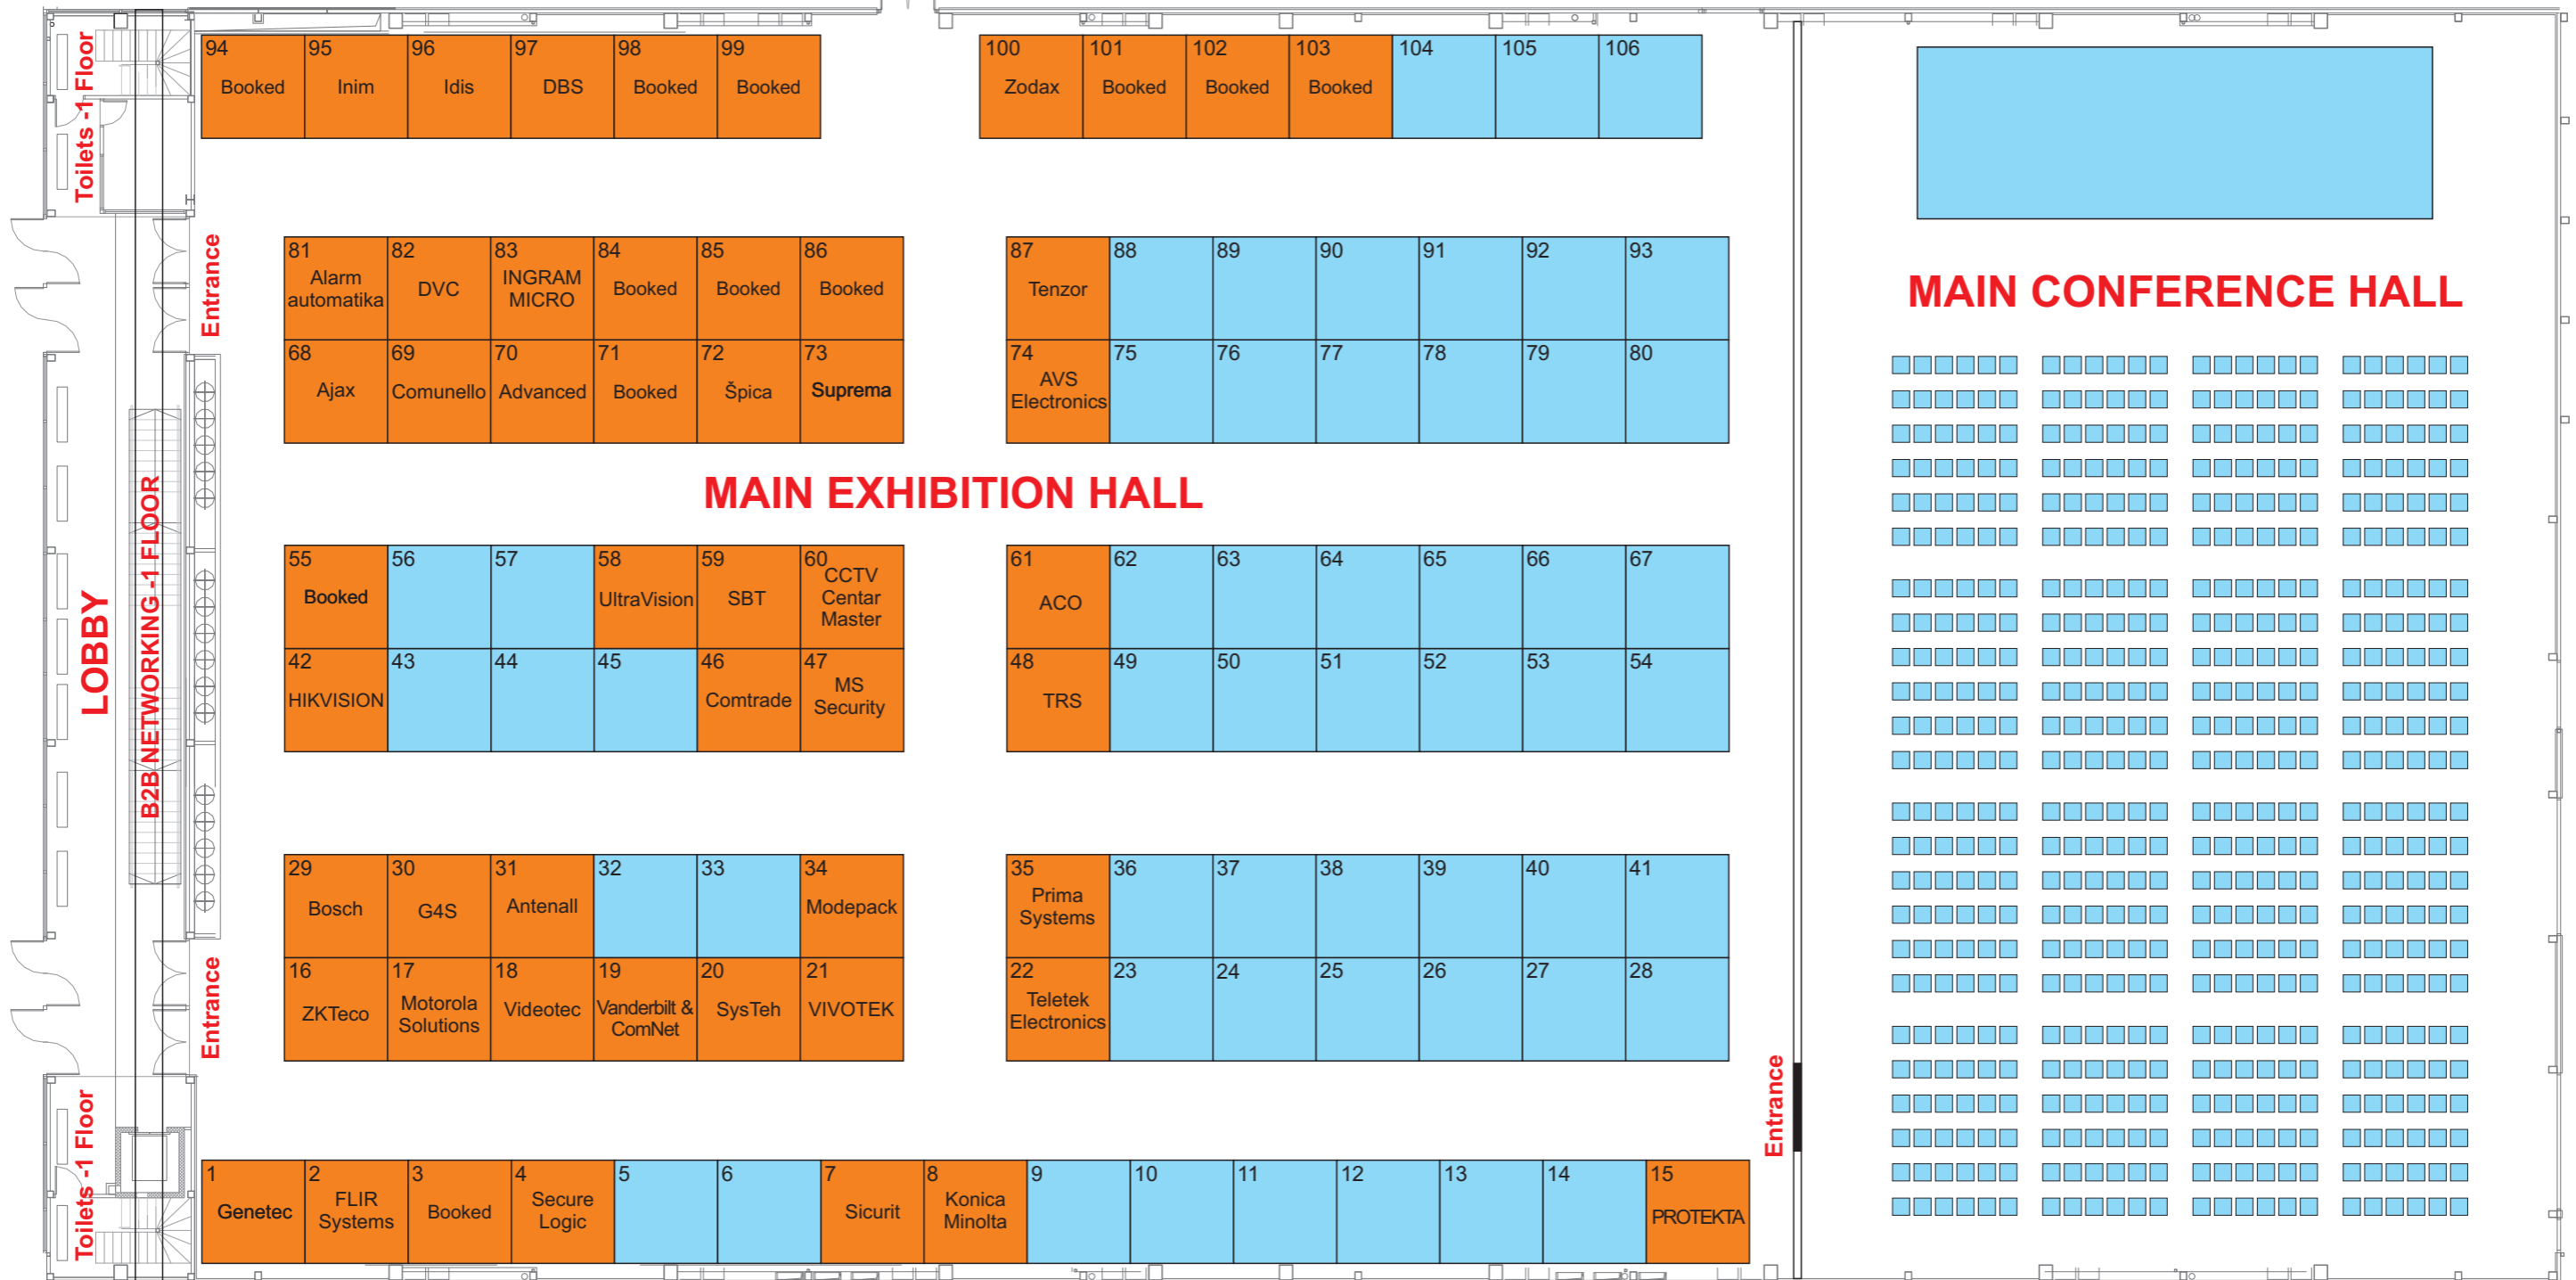 Toilets -1 Floor
94
Booked
95
Inim
96
Idis
97
DBS
98
Booked
99
Booked
100
Zodax
101
Booked
102
Booked
103
Booked
104
105
106
Entrance
81
Alarm
automatika
82
DVC
83
INGRAM
MICRO
84
Booked
85
Booked
86
Booked
87
Tenzor
88
89
90
91
92
93
68
Ajax
69
Comunello
70
Advanced
71
Booked
72
Špica
73
Suprema
74
AVS
Electronics
75
76
77
78
79
80
MAIN CONFERENCE HALL
MAIN EXHIBITION HALL
LOBBY
B2B NETWORKING -1 FLOOR
55
Booked
56
57
58
UltraVision
59
SBT
60
CCTV
Centar
Master
61
ACO
62
63
64
65
66
67
42
HIKVISION
43
44
45
46
Comtrade
47
MS
Security
48
TRS
49
50
51
52
53
54
29
Bosch
30
G4S
31
Antenall
32
33
34
Modepack
35
Prima
Systems
36
37
38
39
40
41
16
ZKTeco
17
Motorola
Solutions
18
Videotec
19
Vanderbilt &
ComNet
20
SysTeh
21
VIVOTEK
22
Teletek
Electronics
23
24
25
26
27
28
Entrance
Entrance
Toilets -1 Floor
1
Genetec
2
FLIR
Systems
3
Booked
4
Secure
Logic
5
6
7
Sicurit
8
Konica
Minolta
9
10
11
12
13
14
15
PROTEKTA